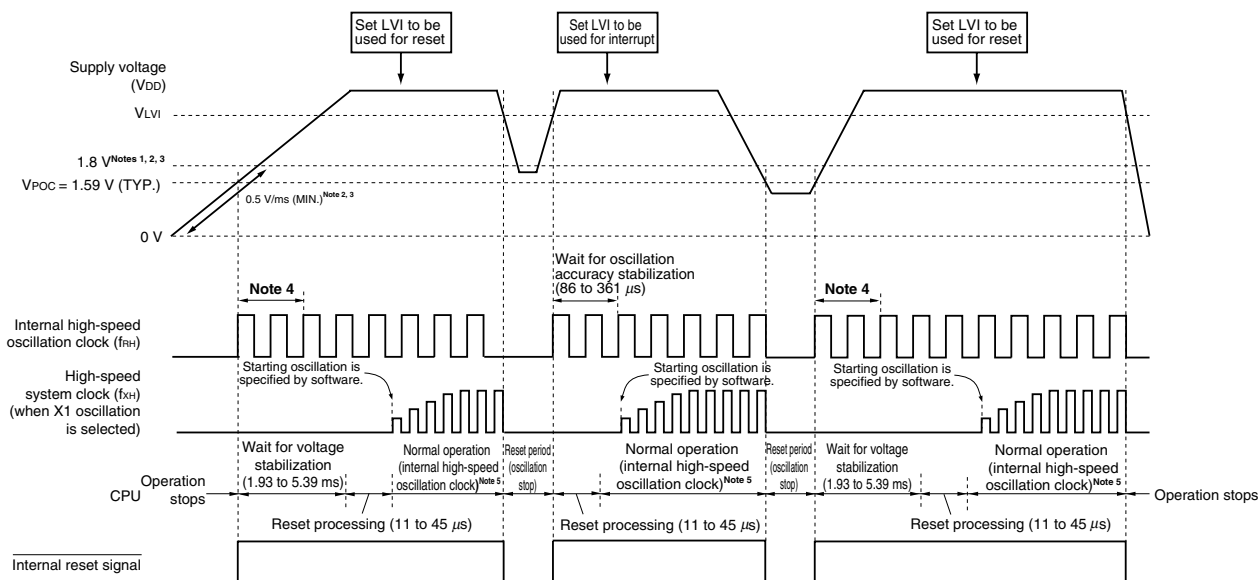 Set LVI to be
used for reset
Set LVI to be
used for interrupt
Set LVI to be
used for reset
Supply voltage
(VDD)
VLVI
1.8 V Notes 1, 2, 3
VPOC = 1.59 V (TYP.)
0.5 V/ms (MIN.) Note 2, 3
0 V
Wait for oscillation
accuracy stabilization
(86 to 361 μs)
Note 4
Note 4
Internal high-speed
oscillation clock (fRH)
Starting oscillation is
specified by software.
Starting oscillation is
specified by software.
Starting oscillation is
specified by software.
High-speed
system clock (fXH)
(when X1 oscillation
is selected)
Wait for voltage
stabilization
(1.93 to 5.39 ms)
Normal operation
(internal high-speed
oscillation clock) Note 5
Reset period
(oscillation
stop)
Normal operation
(internal high-speed
oscillation clock) Note 5
Reset period
(oscillation
stop)
Wait for voltage
stabilization
(1.93 to 5.39 ms)
Normal operation
(internal high-speed
oscillation clock) Note 5
CPU
Operation
stops
Operation stops
Reset processing (11 to 45 μs)
Reset processing (11 to 45 μs)
Reset processing (11 to 45 μs)
Internal reset signal